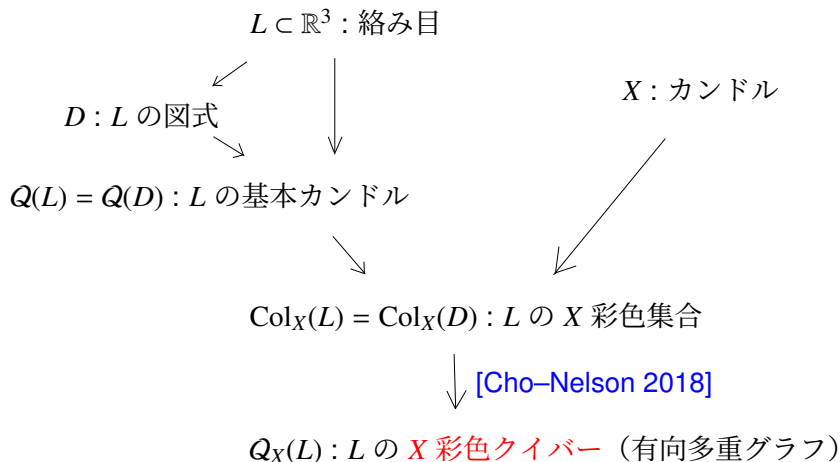 L ⊂ ℝ³ : 絡み目
X : カンドル
D : L の図式
Q(L) = Q(D) : L の基本カンドル
Col_X(L) = Col_X(D) : L の X 彩色集合
[Cho–Nelson 2018]
Q_X(L) : L の X 彩色クイバー（有向多重グラフ）